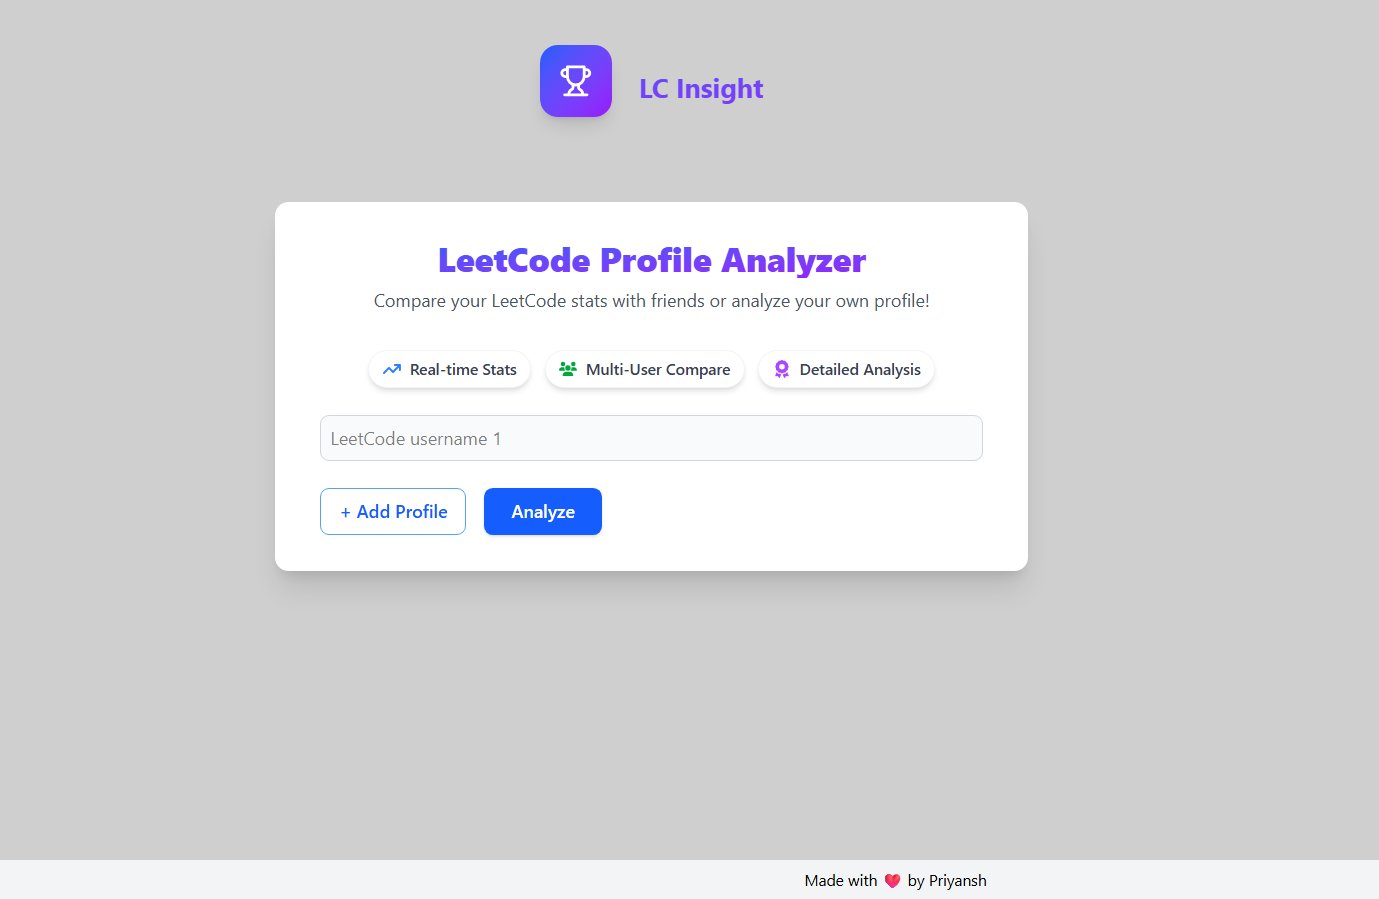 LC Insight
LeetCode Profile Analyzer
Compare your LeetCode stats with friends or analyze your own profile!
Real-time Stats Multi-User Compare Detailed Analysis
LeetCode username 1
+ Add Profile Analyze
Made with ❤️ by Priyansh